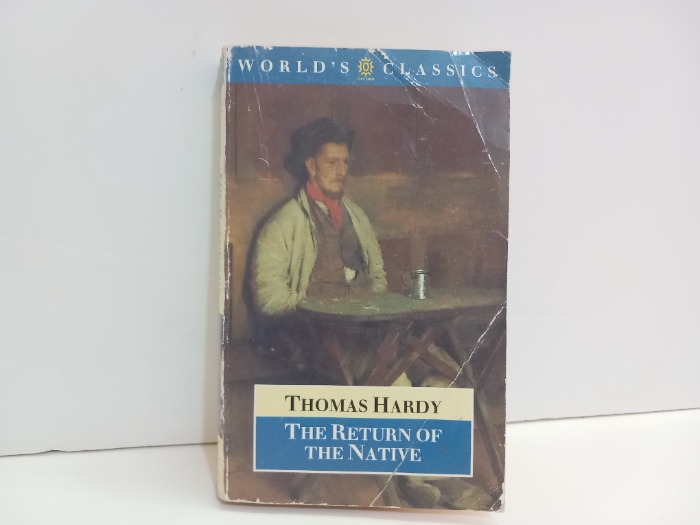 WORLD'S CLASSICS
THOMAS HARDY
THE RETURN OF
THE NATIVE